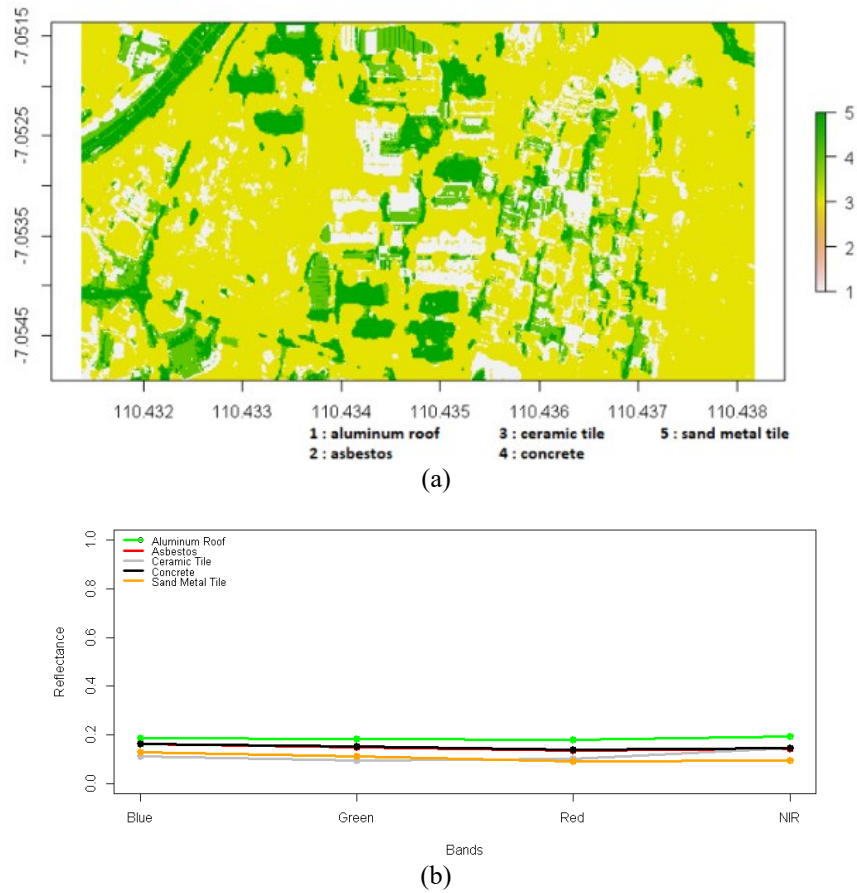 -7.0515
-7.0525
-7.0535
-7.0545
5
4
3
2
1
110.432 110.433 110.434 110.435 110.436 110.437 110.438
1 : aluminum roof 3 : ceramic tile 5 : sand metal tile
2 : asbestos 4 : concrete
(a)
Aluminum Roof
Asbestos
Ceramic Tile
Concrete
Sand Metal Tile
Reflectance
1.0
0.8
0.6
0.4
0.2
0.0
Blue Green Red NIR
Bands
(b)